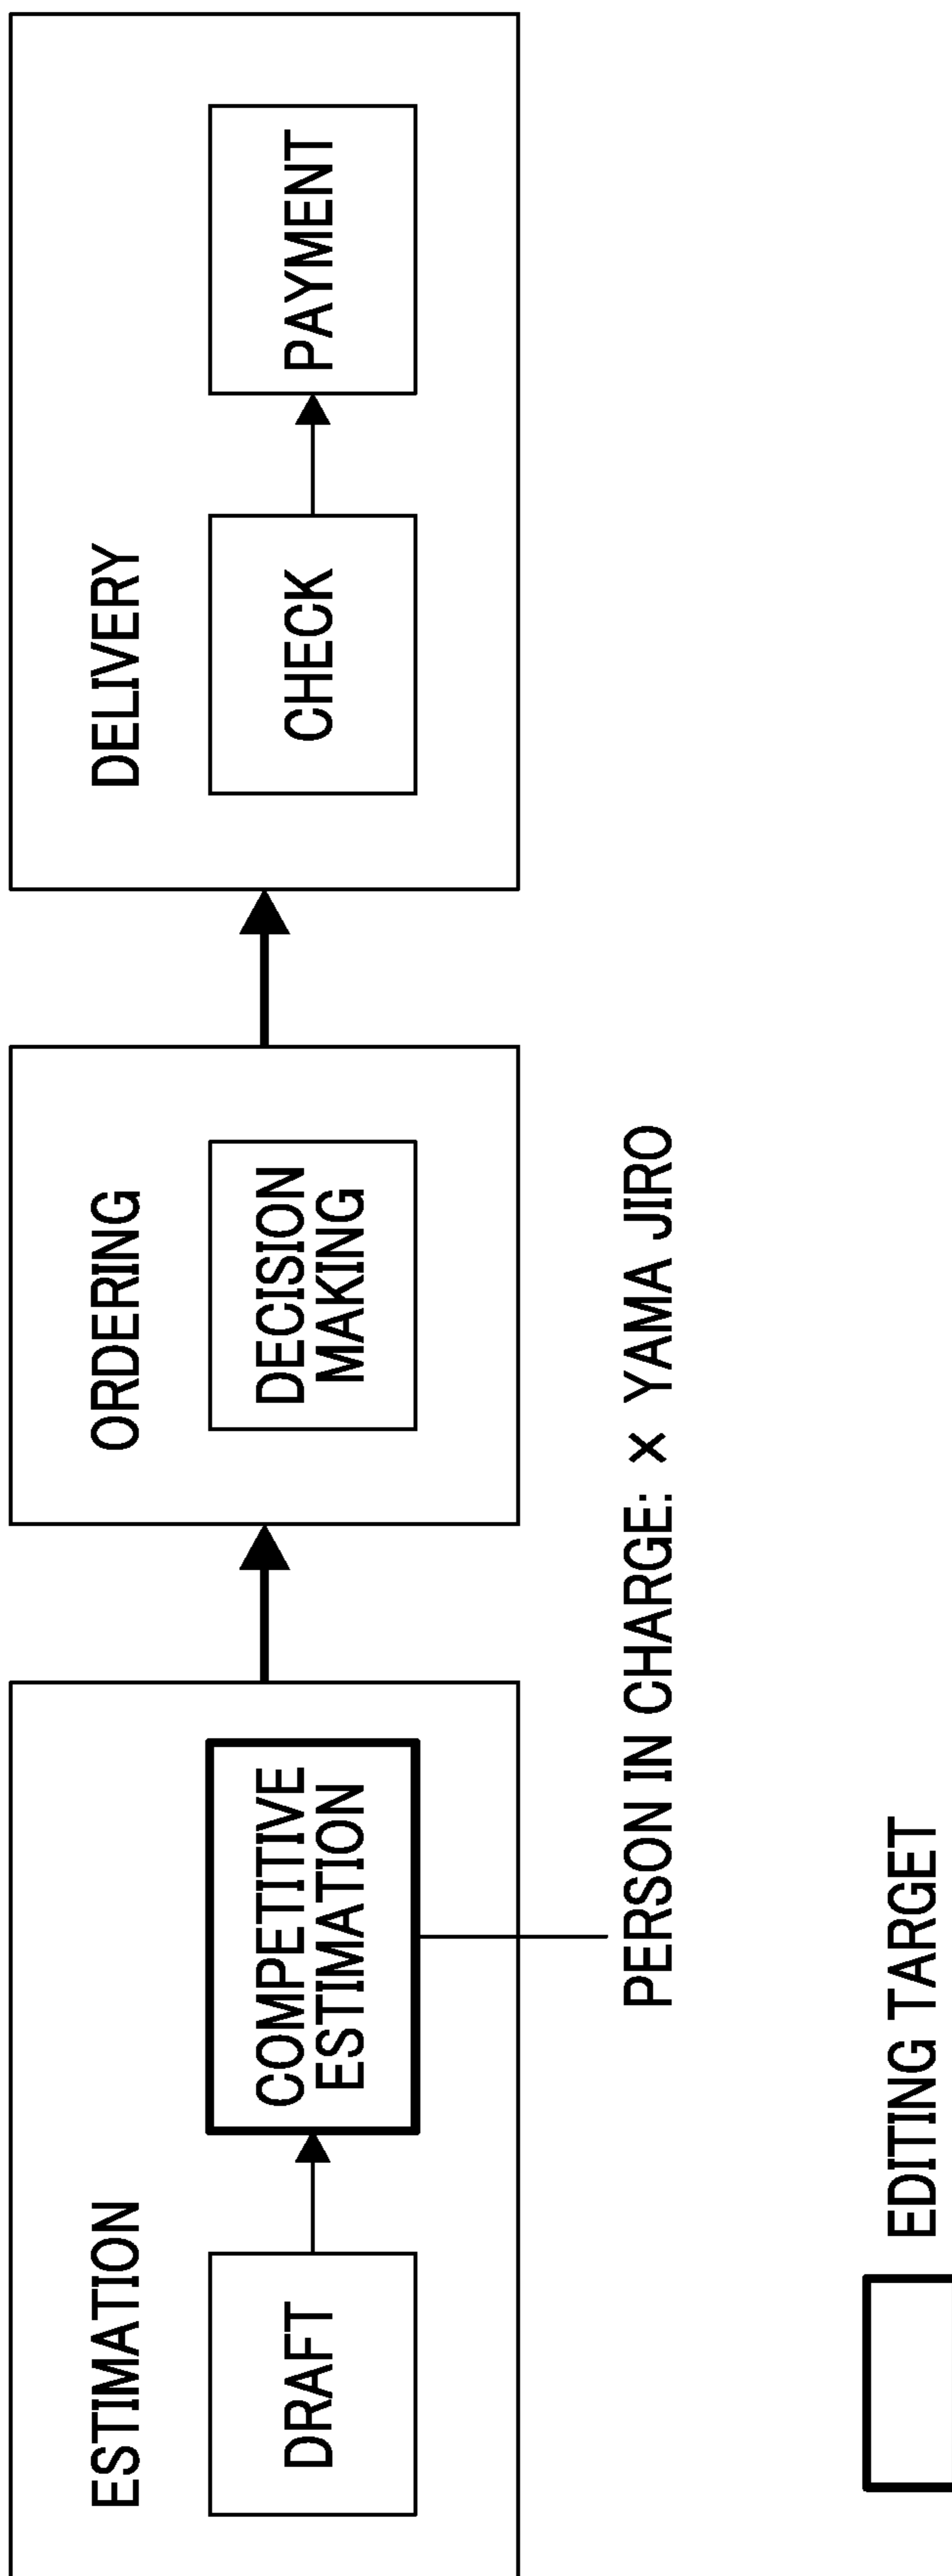 ESTIMATION
DRAFT
COMPETITIVE
ESTIMATION
ORDERING
DECISION
MAKING
DELIVERY
CHECK
PAYMENT
PERSON IN CHARGE: × YAMA JIRO
EDITING TARGET